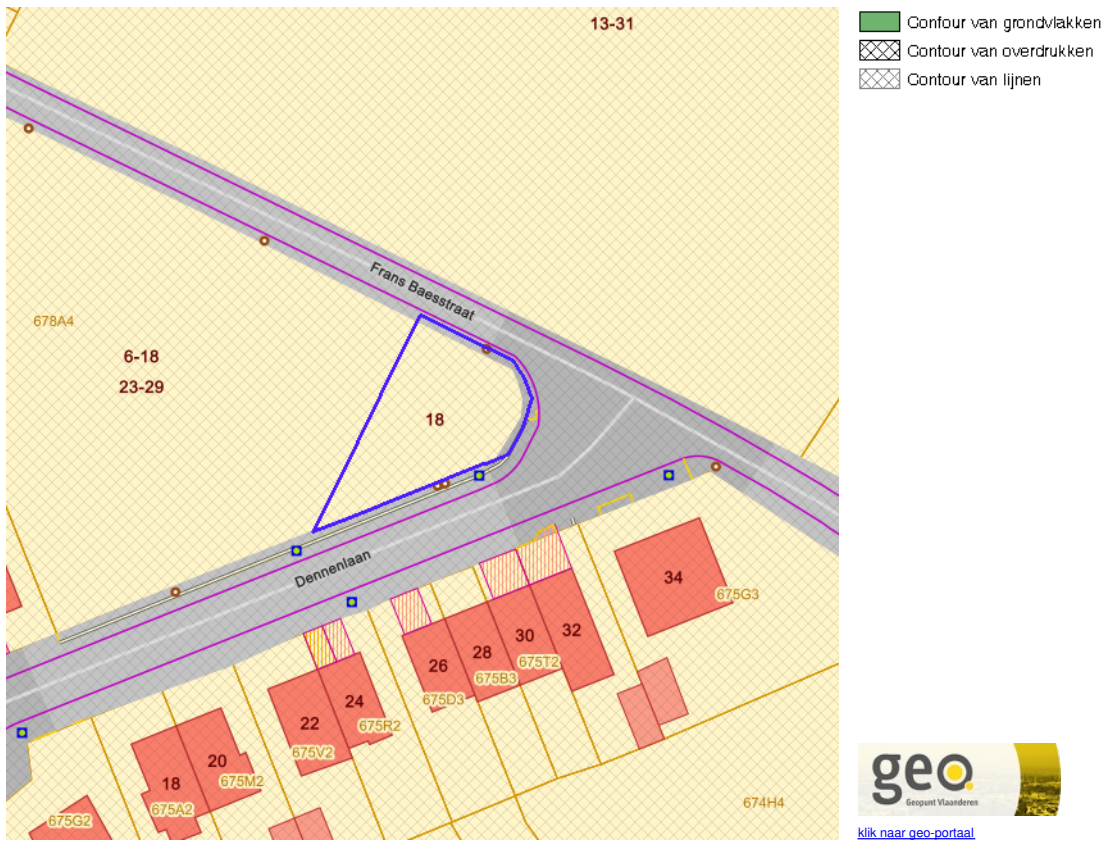 13-31
Contour van grondvlakken
Contour van overdrukken
Contour van lijnen
Frans Baesstraat
678A4
6-18
23-29
18
Dennenlaan
34
675G3
32
30
675T2
28
675B3
26
675D3
24
675R2
22
675V2
20
675M2
18
675A2
675G2
674H4
geo.
Geopunt Vlaanderen
klik naar geo-portaal